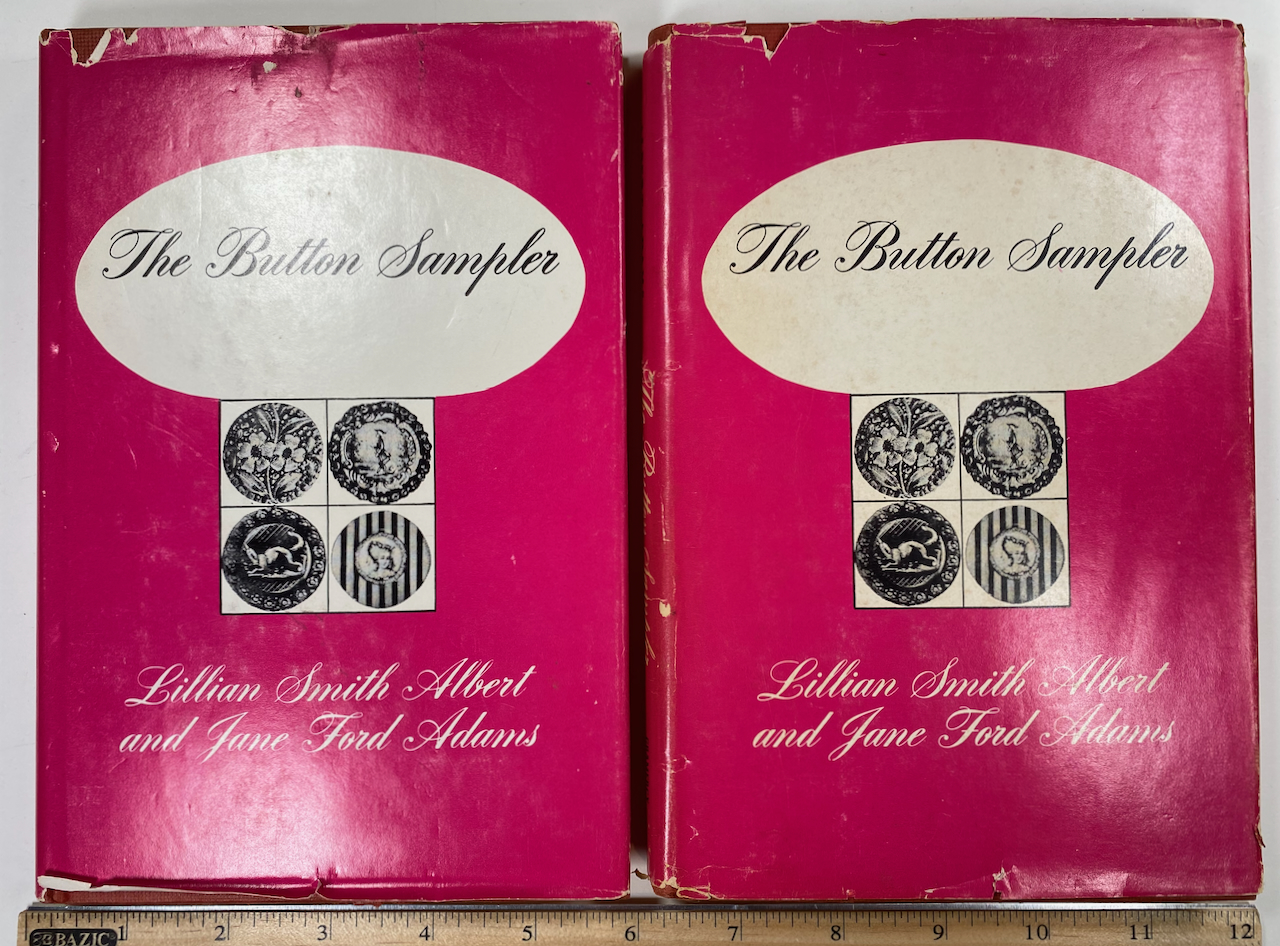 The Button Sampler
Lillian Smith Albert
and Jane Ford Adams
The Button Sampler
Lillian Smith Albert
and Jane Ford Adams
BAZIC
1 2 3 4 5 6 7 8 9 10 11 12